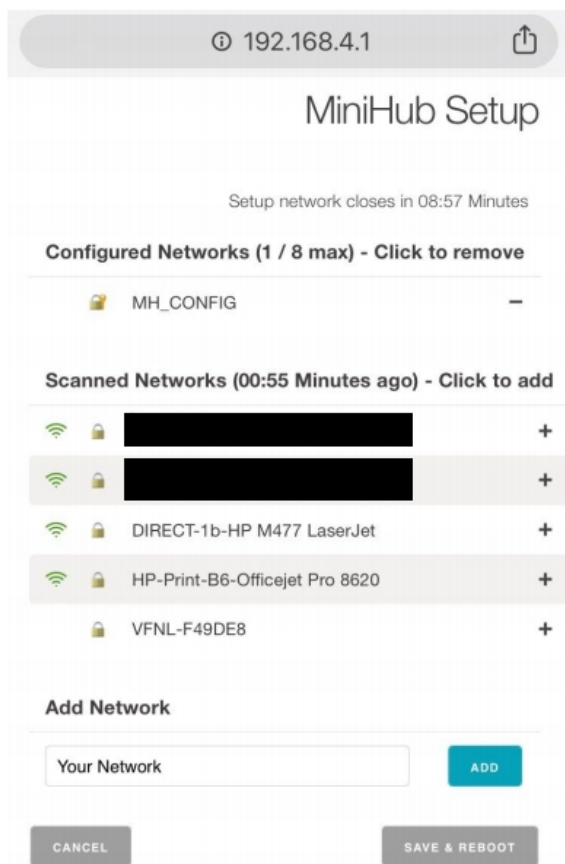 192.168.4.1
MiniHub Setup
Setup network closes in 08:57 Minutes
Configured Networks (1 / 8 max) - Click to remove
MH_CONFIG −
Scanned Networks (00:55 Minutes ago) - Click to add
+
+
DIRECT-1b-HP M477 LaserJet +
HP-Print-B6-Officejet Pro 8620 +
VFNL-F49DE8 +
Add Network
Your Network ADD
CANCEL SAVE & REBOOT